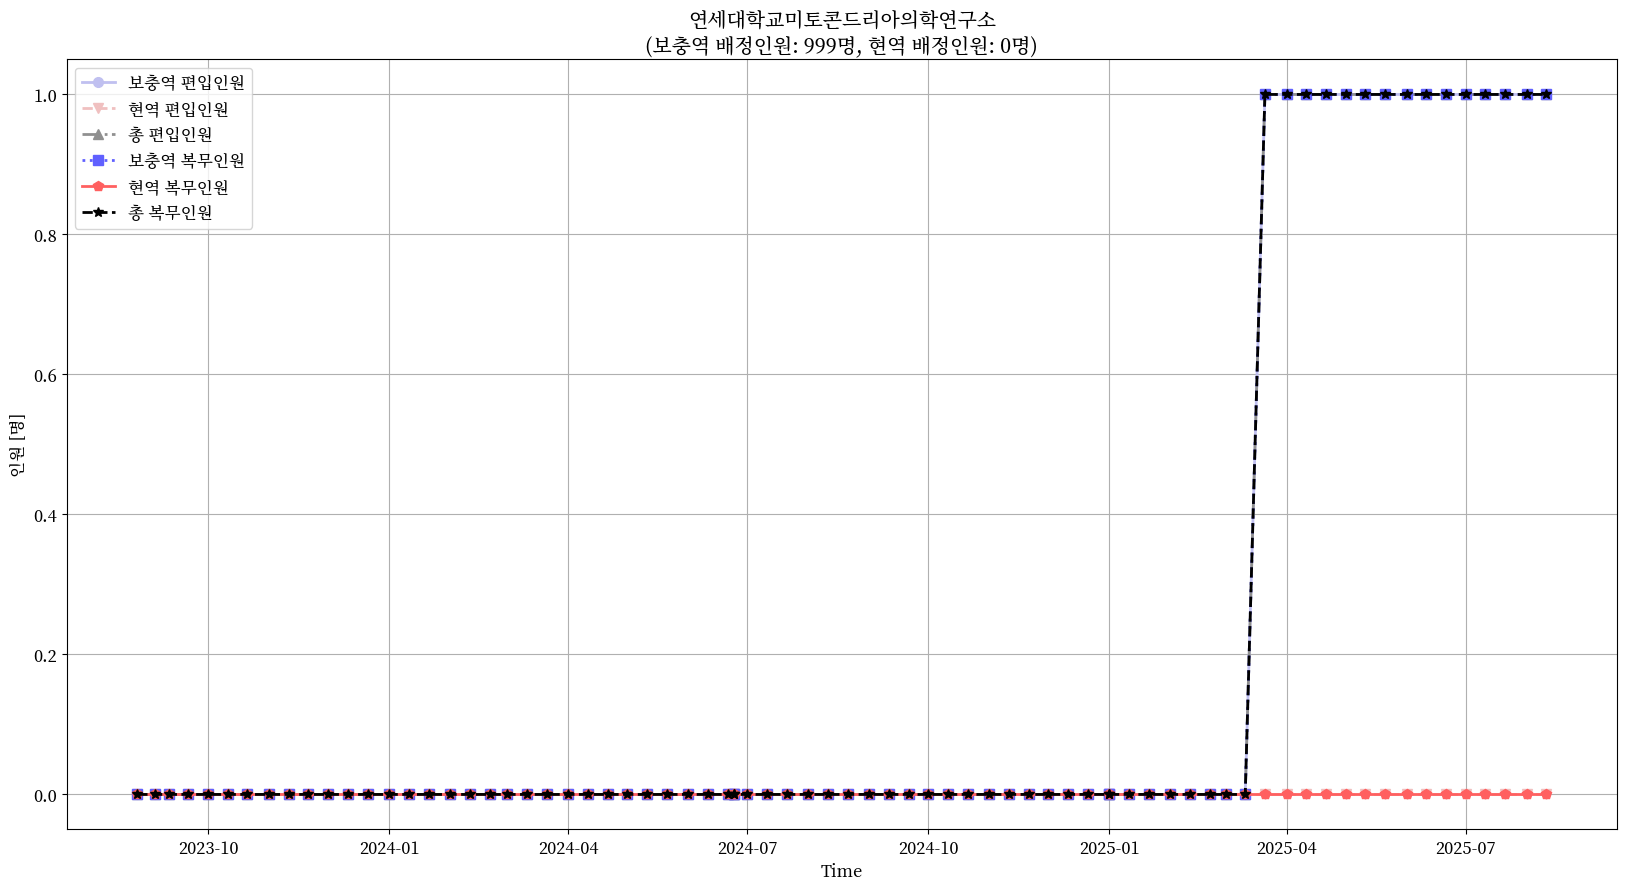 연세대학교미토콘드리아의학연구소
(보충역 배정인원: 999명, 현역 배정인원: 0명)
보충역 편입인원
현역 편입인원
총 편입인원
보충역 복무인원
현역 복무인원
총 복무인원
1.0
0.8
0.6
0.4
0.2
0.0
인원 [명]
2023-10
2024-01
2024-04
2024-07
2024-10
2025-01
2025-04
2025-07
Time